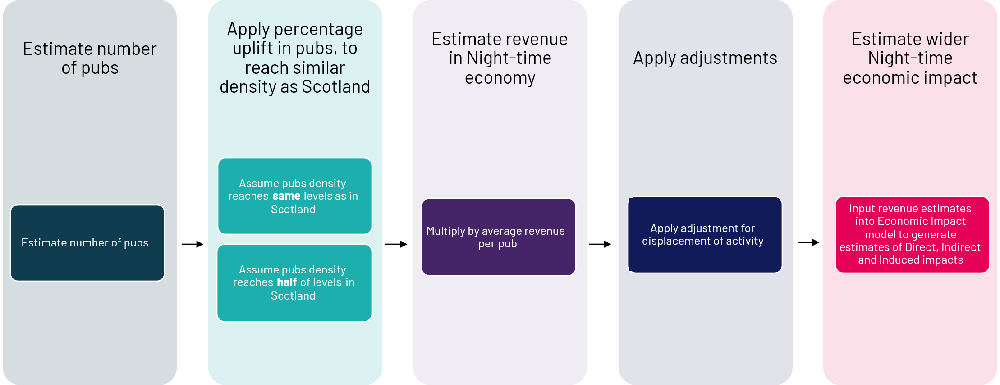 Estimate number
of pubs
Estimate number of pubs
Apply percentage
uplift in pubs, to
reach similar
density as Scotland
Assume pubs density
reaches same levels as in
Scotland
Assume pubs density
reaches half of levels in
Scotland
Estimate revenue
in Night-time
economy
Multiply by average revenue
per pub
Apply adjustments
Apply adjustment for
displacement of activity
Estimate wider
Night-time
economic impact
Input revenue estimates
into Economic Impact
model to generate
estimates of Direct, Indirect
and Induced impacts